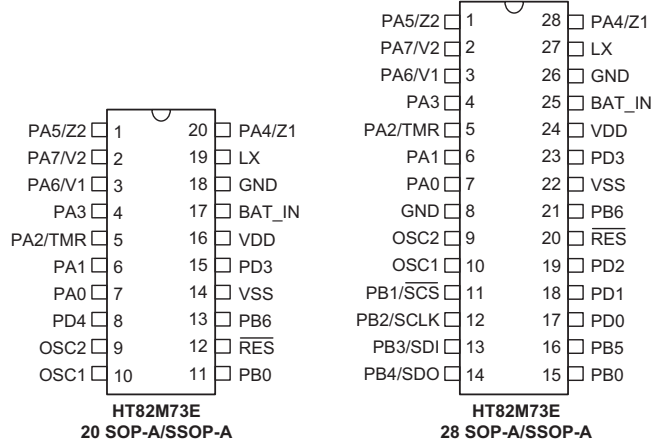 PA5/Z2 1 20 PA4/Z1
PA7/V2 2 19 LX
PA6/V1 3 18 GND
PA3 4 17 BAT_IN
PA2/TMR 5 16 VDD
PA1 6 15 PD3
PA0 7 14 VSS
PD4 8 13 PB6
OSC2 9 12 RES
OSC1 10 11 PB0
HT82M73E
20 SOP-A/SSOP-A
PA5/Z2 1 28 PA4/Z1
PA7/V2 2 27 LX
PA6/V1 3 26 GND
PA3 4 25 BAT_IN
PA2/TMR 5 24 VDD
PA1 6 23 PD3
PA0 7 22 VSS
GND 8 21 PB6
OSC2 9 20 RES
OSC1 10 19 PD2
PB1/SCS 11 18 PD1
PB2/SCLK 12 17 PD0
PB3/SDI 13 16 PB5
PB4/SDO 14 15 PB0
HT82M73E
28 SOP-A/SSOP-A